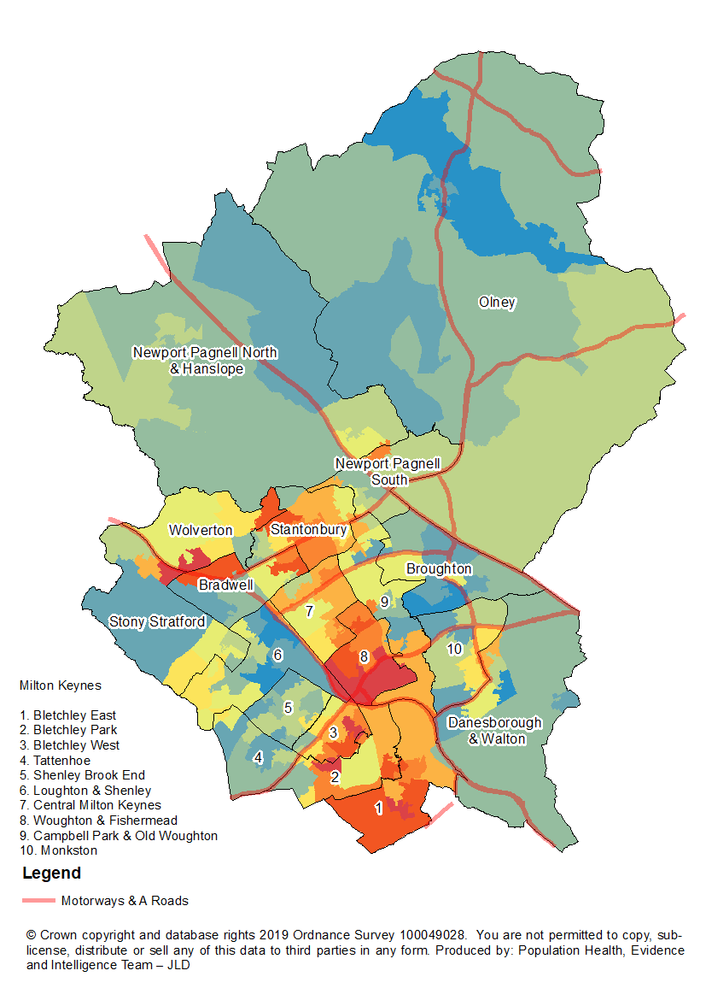 Olney
Newport Pagnell North
& Hanslope
Newport Pagnell
South
Wolverton
Stantonbury
Broughton
Bradwell
Stony Stratford
7
9
10
6
8
5
Danesborough
& Walton
3
4
2
1
Milton Keynes
1. Bletchley East
2. Bletchley Park
3. Bletchley West
4. Tattenhoe
5. Shenley Brook End
6. Loughton & Shenley
7. Central Milton Keynes
8. Woughton & Fishermead
9. Campbell Park & Old Woughton
10. Monkston
Legend
Motorways & A Roads
© Crown copyright and database rights 2019 Ordnance Survey 100049028. You are not permitted to copy, sub-
license, distribute or sell any of this data to third parties in any form. Produced by: Population Health, Evidence
and Intelligence Team – JLD